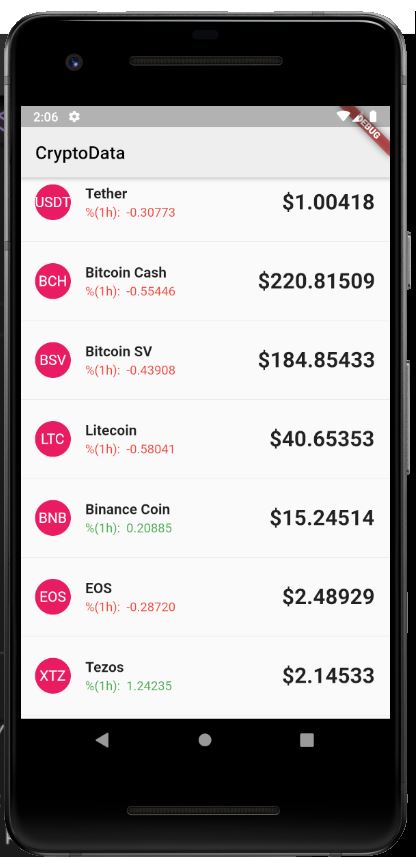 2:06
DEBUG
CryptoData
USDT
Tether
$1.00418
%(1h): -0.30773
BCH
Bitcoin Cash
$220.81509
%(1h): -0.55446
BSV
Bitcoin SV
$184.85433
%(1h): -0.43908
LTC
Litecoin
$40.65353
%(1h): -0.58041
BNB
Binance Coin
$15.24514
%(1h): 0.20885
EOS
EOS
$2.48929
%(1h): -0.28720
XTZ
Tezos
$2.14533
%(1h): 1.24235